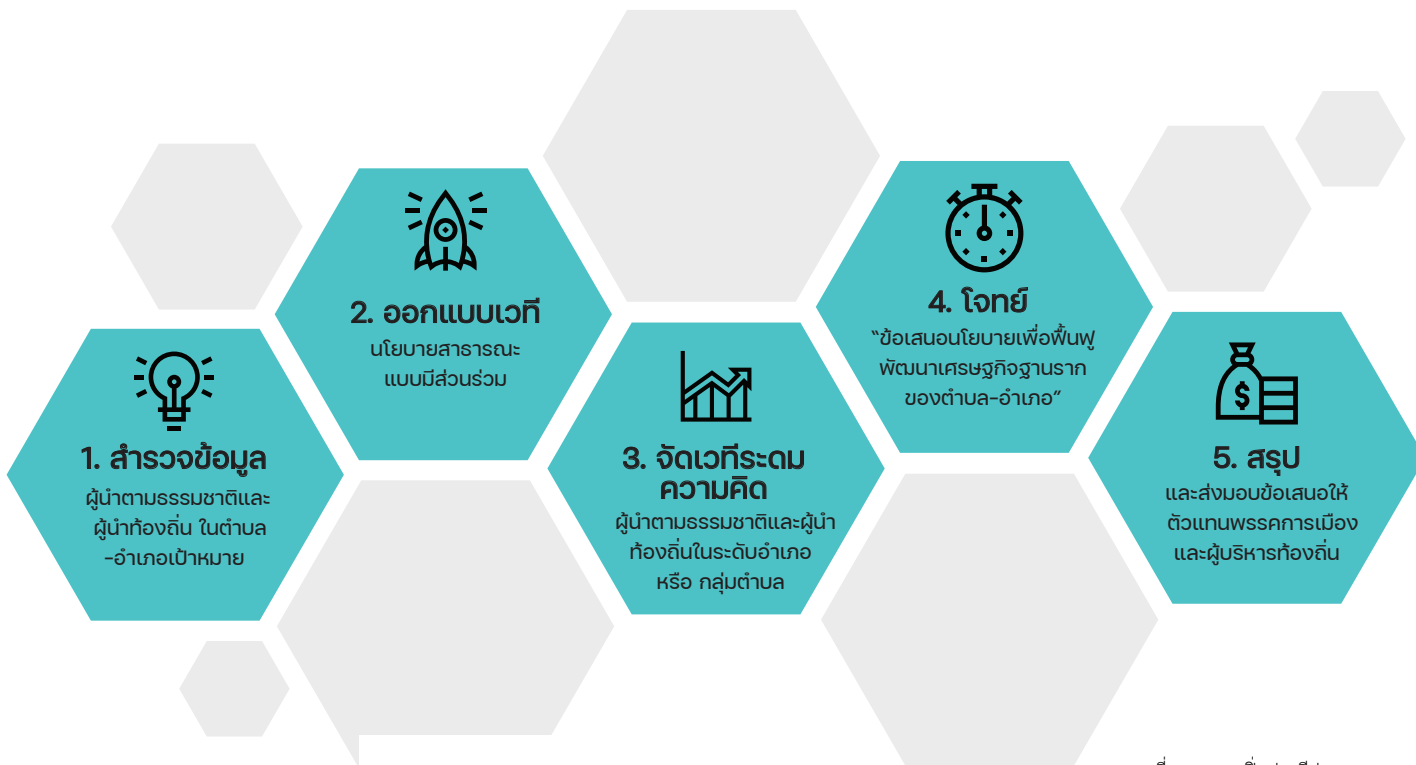 1. สำรวจข้อมูล
ผู้นำตามธรรมชาติและ
ผู้นำท้องถิ่น ในตำบล
-อำเภอเป้าหมาย
2. ออกแบบเวที
นโยบายสาธารณะ
แบบมีส่วนร่วม
3. จัดเวทีระดม
ความคิด
ผู้นำตามธรรมชาติและผู้นำ
ท้องถิ่นในระดับอำเภอ
หรือ กลุ่มตำบล
4. โจทย์
“ข้อเสนอนโยบายเพื่อฟื้นฟู
พัฒนาเศรษฐกิจฐานราก
ของตำบล-อำเภอ”
5. สรุป
และส่งมอบข้อเสนอให้
ตัวแทนพรรคการเมือง
และผู้บริหารท้องถิ่น